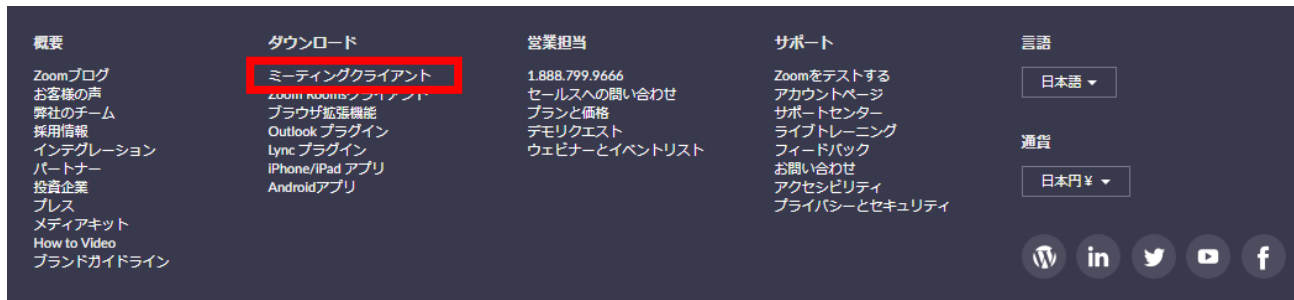 概要
Zoomブログ
お客様の声
弊社のチーム
採用情報
インテグレーション
パートナー
投資企業
プレス
メディアキット
How to Video
ブランドガイドライン
ダウンロード
ミーティングクライアント
Zoom Roomsクライアント
ブラウザ拡張機能
Outlook プラグイン
Lync プラグイン
iPhone/iPad アプリ
Androidアプリ
営業担当
1.888.799.9666
セールスへの問い合わせ
プランと価格
デモリクエスト
ウェビナーとイベントリスト
サポート
Zoomをテストする
アカウントページ
サポートセンター
ライブトレーニング
フィードバック
お問い合わせ
アクセシビリティ
プライバシーとセキュリティ
言語
日本語
通貨
日本円 ¥
in
f